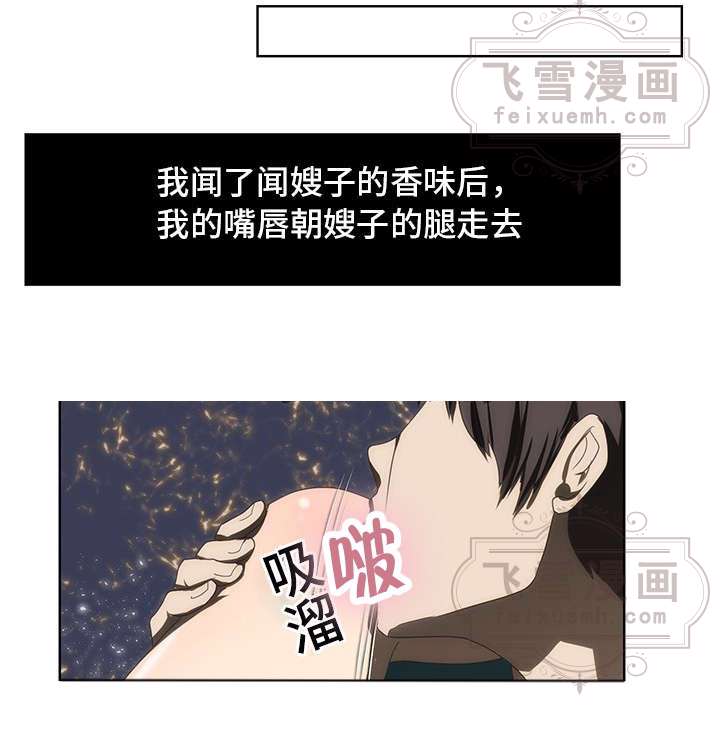 飞雪漫画
feixuemh.com
我闻了闻嫂子的香味后，
我的嘴唇朝嫂子的腿走去
啵
吸溜
飞雪漫画
feixuemh.com